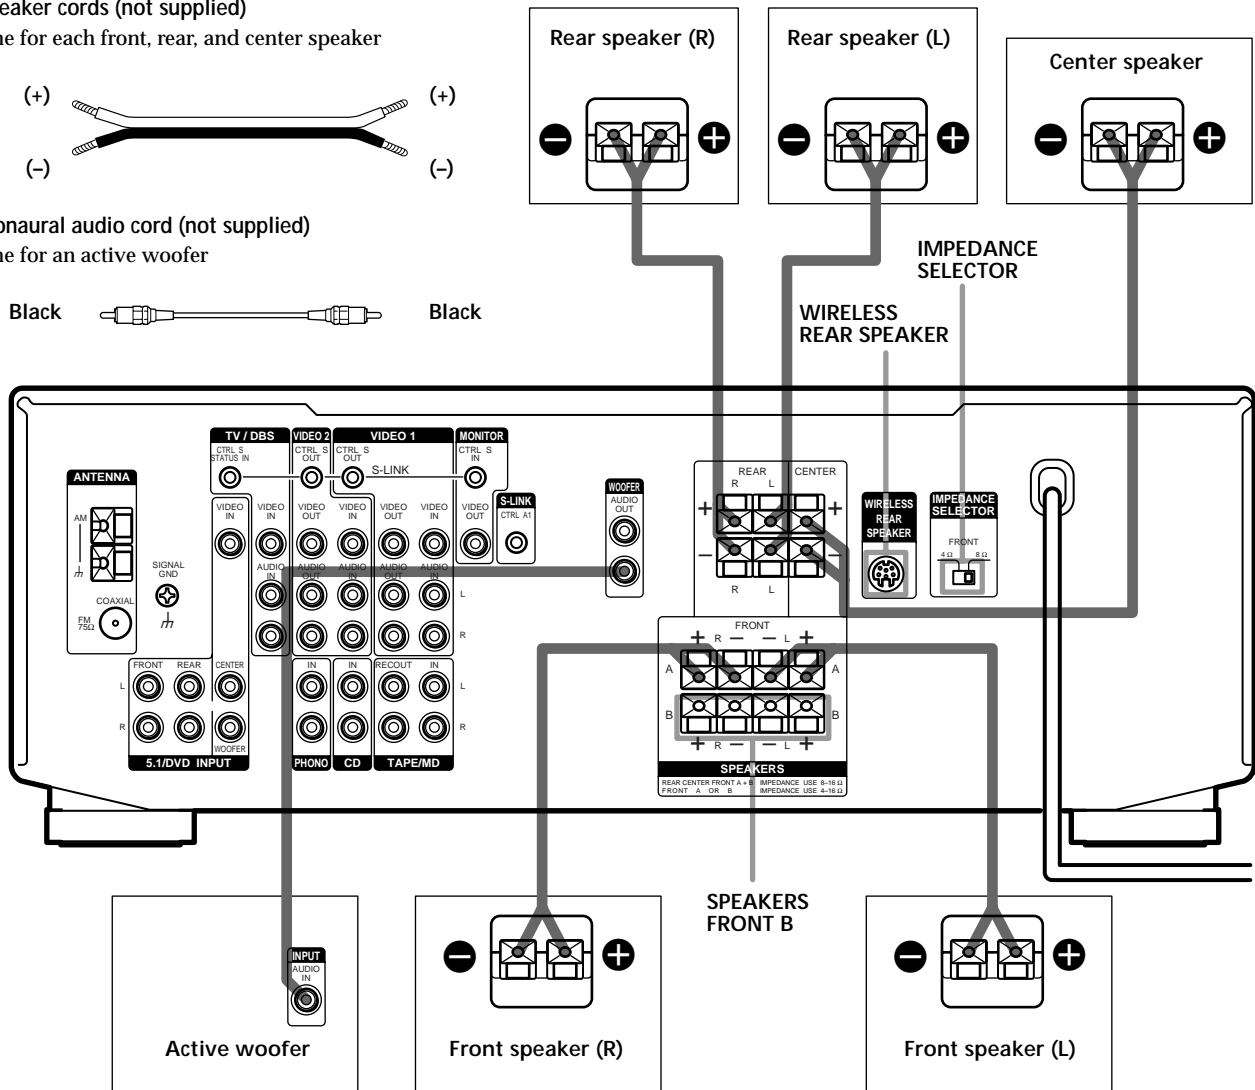 eaker cords (not supplied)
ne for each front, rear, and center speaker
(+) (+)
(–) (–)
onaural audio cord (not supplied)
ne for an active woofer
Black Black
Rear speaker (R)
Rear speaker (L)
Center speaker
IMPEDANCE
SELECTOR
WIRELESS
REAR SPEAKER
ANTENNA
AM
COAXIAL
FM
75Ω
SIGNAL
GND
TV / DBS
CTRL S
STATUS IN
VIDEO 2
CTRL S
OUT
VIDEO 1
CTRL S
OUT
S-LINK
MONITOR
CTRL S
IN
VIDEO
IN
VIDEO
IN
VIDEO
OUT
VIDEO
IN
VIDEO
OUT
VIDEO
IN
VIDEO
OUT
S-LINK
CTRL A1
AUDIO
IN
AUDIO
OUT
AUDIO
IN
AUDIO
OUT
AUDIO
IN
L
R
FRONT REAR CENTER
L
R
WOOFER
5.1/DVD INPUT
IN
PHONO
IN
CD
RECOUT IN
L
R
TAPE/MD
WOOFER
AUDIO
OUT
REAR CENTER
R L
+ +
– –
R L
WIRELESS
REAR
SPEAKER
IMPEDANCE
SELECTOR
FRONT
4 Ω 8 Ω
FRONT
+ R – – L +
A A
B B
+ R – – L +
SPEAKERS
REAR CENTER FRONT A + B IMPEDANCE USE 8–16 Ω
FRONT A OR B IMPEDANCE USE 4–16 Ω
SPEAKERS
FRONT B
INPUT
AUDIO
IN
Active woofer
Front speaker (R)
Front speaker (L)